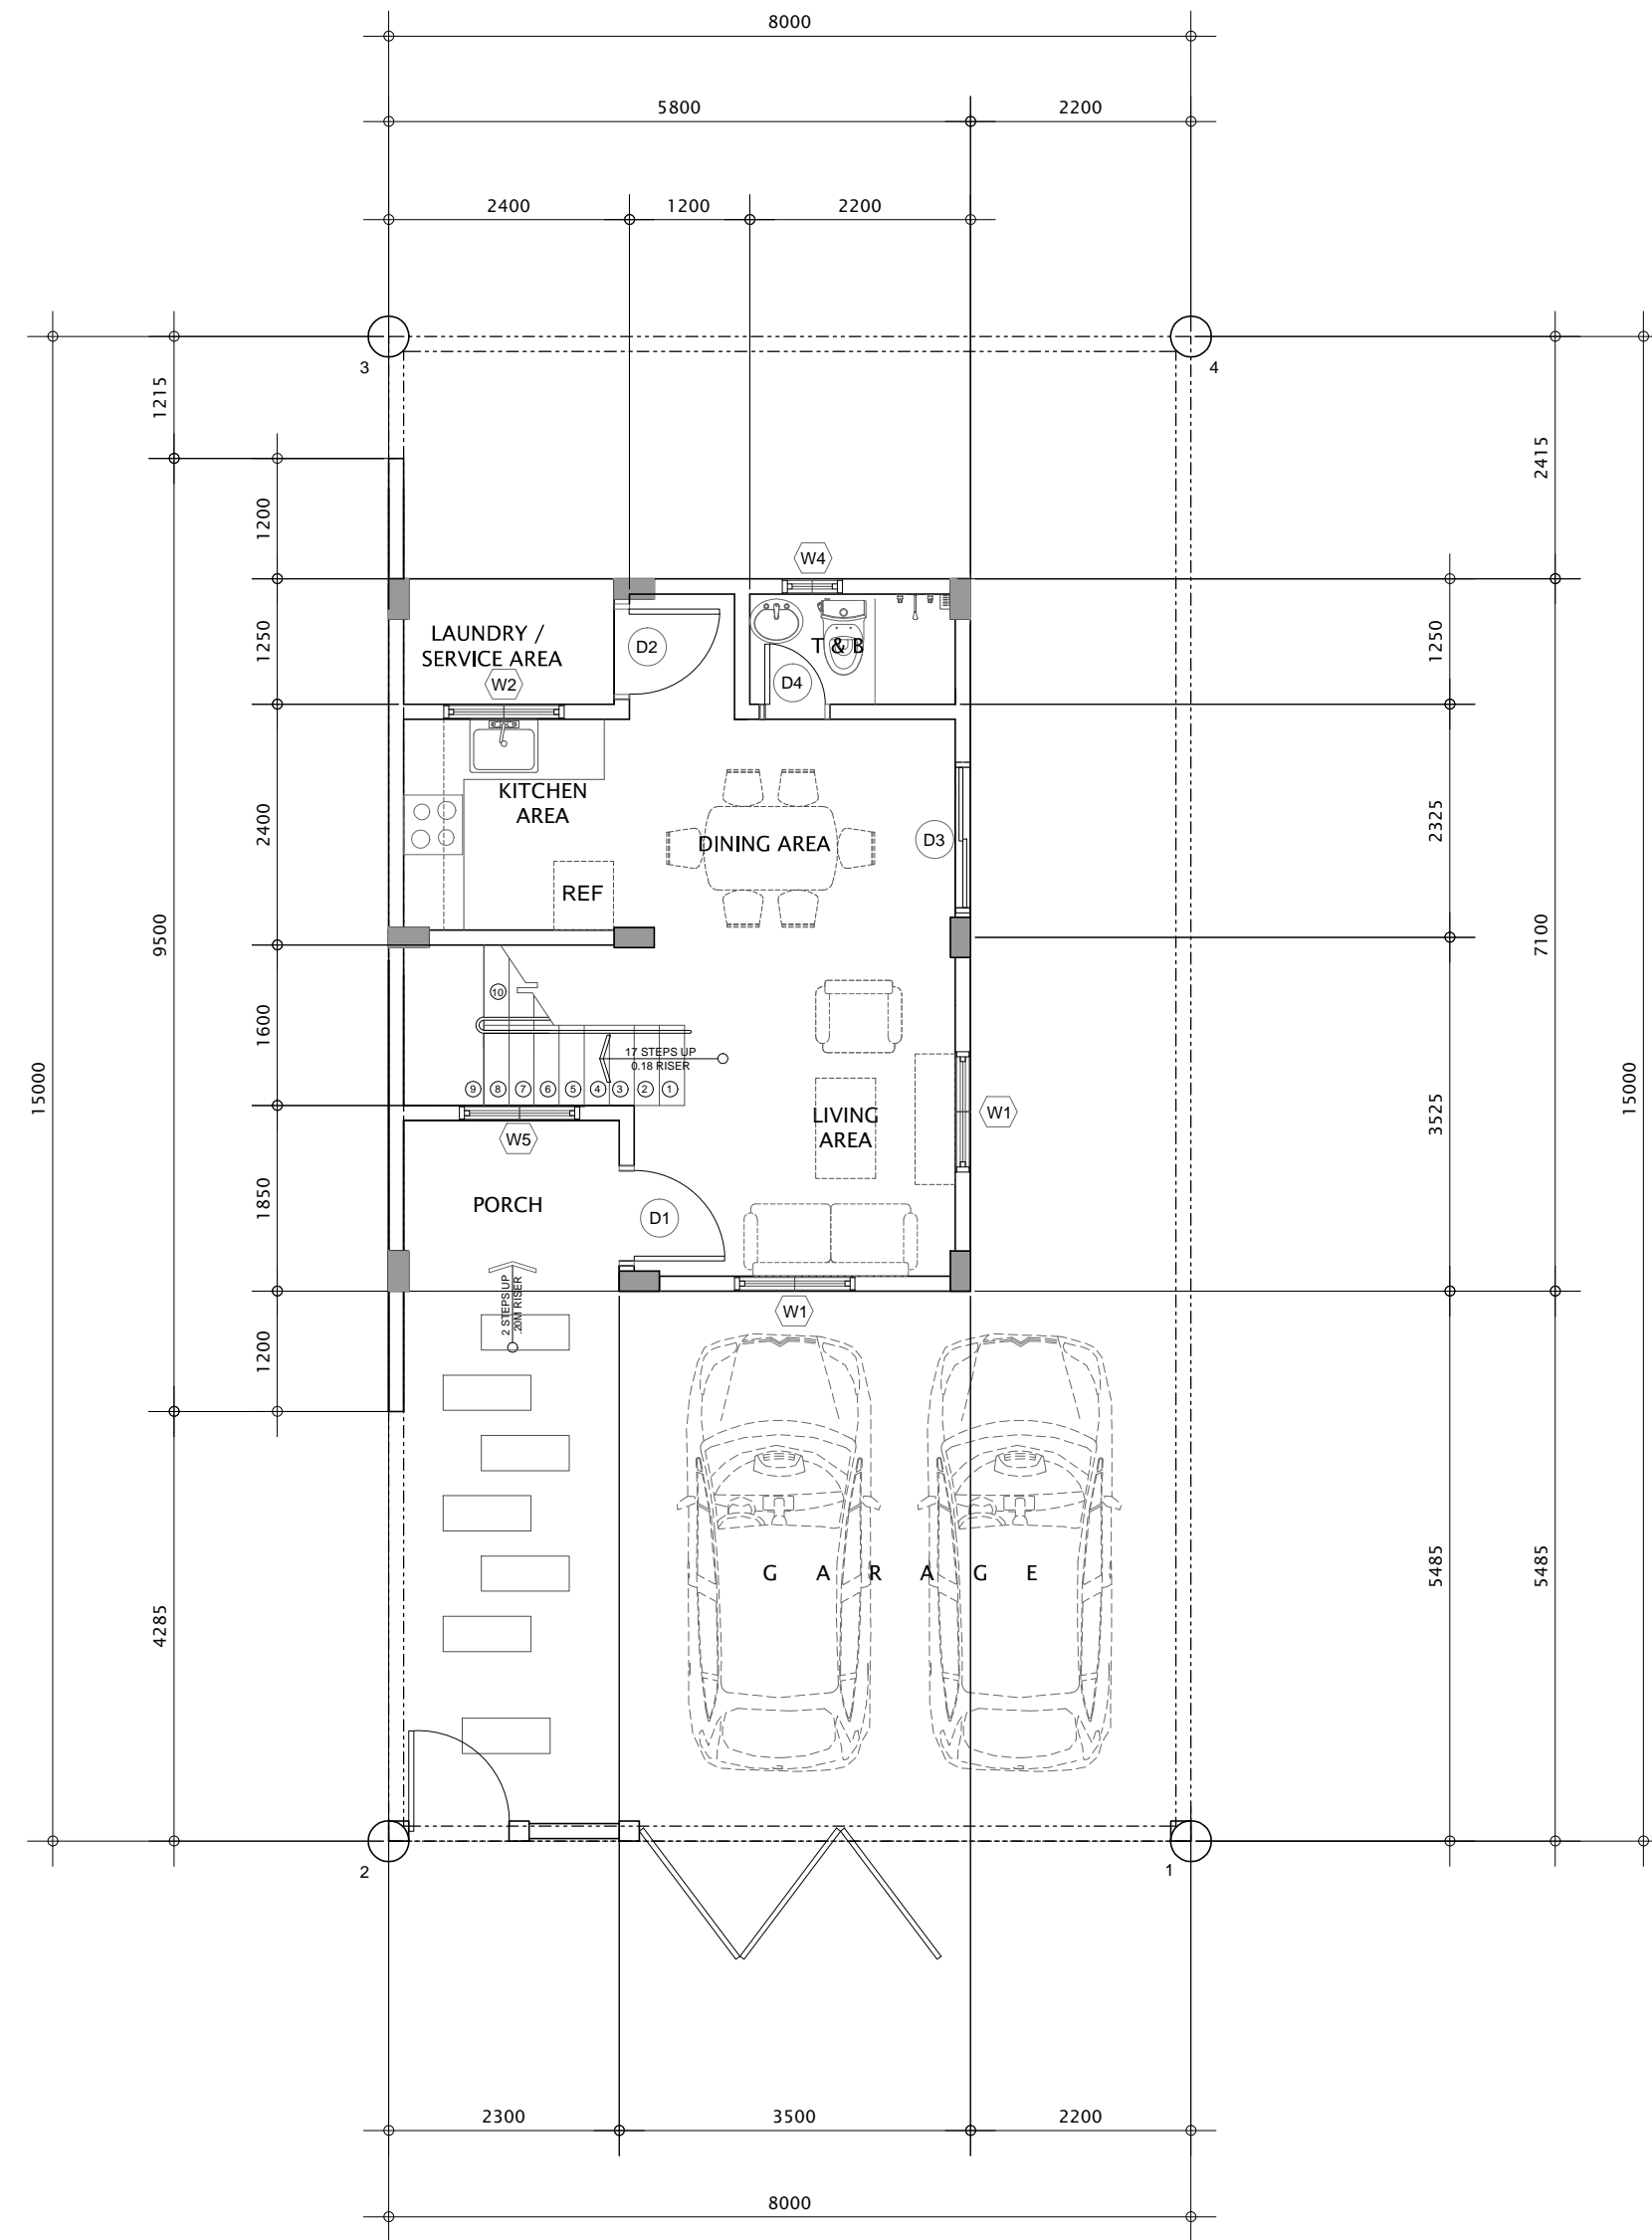 8000
5800
2200
2400
1200
2200
3
4
1215
2415
1200
W4
LAUNDRY /
SERVICE AREA
D2
T & B
1250
1250
W2
D4
KITCHEN
AREA
DINING AREA
D3
2400
2325
REF
9500
7100
10
1600
17 STEPS UP
0.18 RISER
9
8
7
6
5
4
3
2
1
15000
15000
LIVING
AREA
W1
3525
W5
PORCH
D1
1850
2 STEPS UP
.20M RISER
W1
1200
GARAGE
4285
5485
5485
2
1
2300
3500
2200
8000